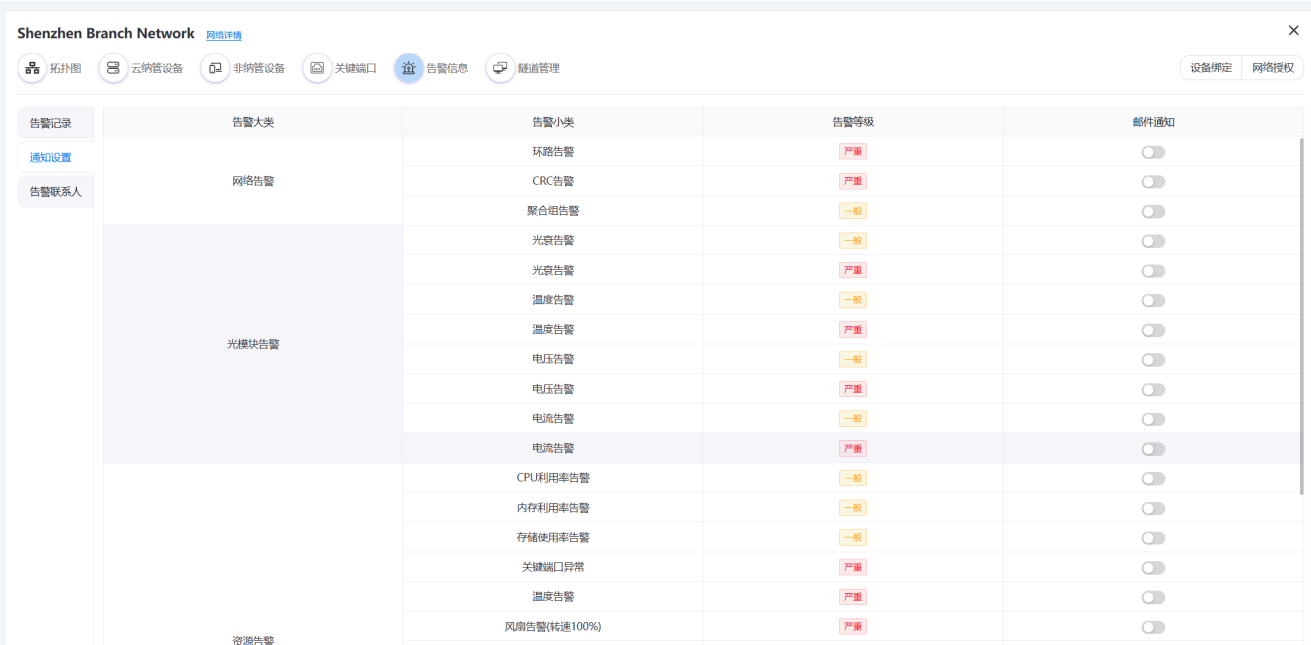 Shenzhen Branch Network 网络详情
拓扑图 云纳管设备 非纳管设备 关键端口 告警信息 隧道管理 设备绑定 网络授权
告警记录
通知设置
告警联系人
告警大类 告警小类 告警等级 邮件通知
网络告警
环路告警 严重
CRC告警 严重
聚合组告警 一般
光模块告警
光衰告警 一般
光衰告警 严重
温度告警 一般
温度告警 严重
电压告警 一般
电压告警 严重
电流告警 一般
电流告警 严重
资源告警
CPU利用率告警 一般
内存利用率告警 一般
存储使用率告警 一般
关键端口异常 严重
温度告警 严重
风扇告警(转速100%) 严重